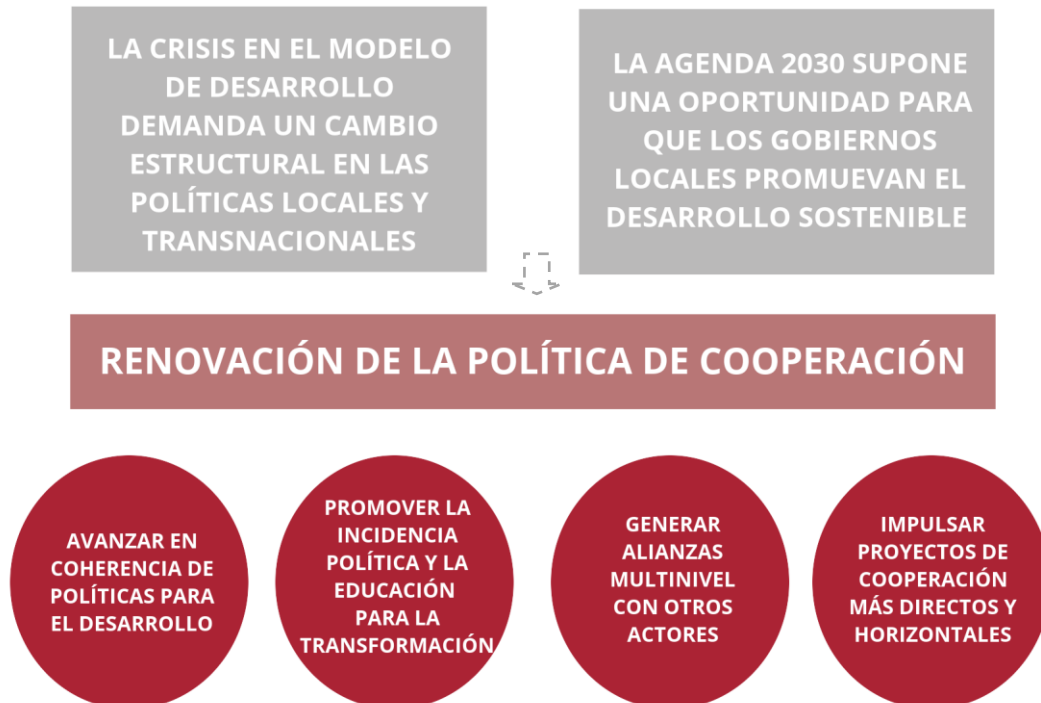 LA CRISIS EN EL MODELO
DE DESARROLLO
DEMANDA UN CAMBIO
ESTRUCTURAL EN LAS
POLÍTICAS LOCALES Y
TRANSNACIONALES
LA AGENDA 2030 SUPONE
UNA OPORTUNIDAD PARA
QUE LOS GOBIERNOS
LOCALES PROMUEVAN EL
DESARROLLO SOSTENIBLE
RENOVACIÓN DE LA POLÍTICA DE COOPERACIÓN
AVANZAR EN
COHERENCIA DE
POLÍTICAS PARA
EL DESARROLLO
PROMOVER LA
INCIDENCIA
POLÍTICA Y LA
EDUCACIÓN
PARA LA
TRANSFORMACIÓN
GENERAR
ALIANZAS
MULTINIVEL
CON OTROS
ACTORES
IMPULSAR
PROYECTOS DE
COOPERACIÓN
MÁS DIRECTOS Y
HORIZONTALES